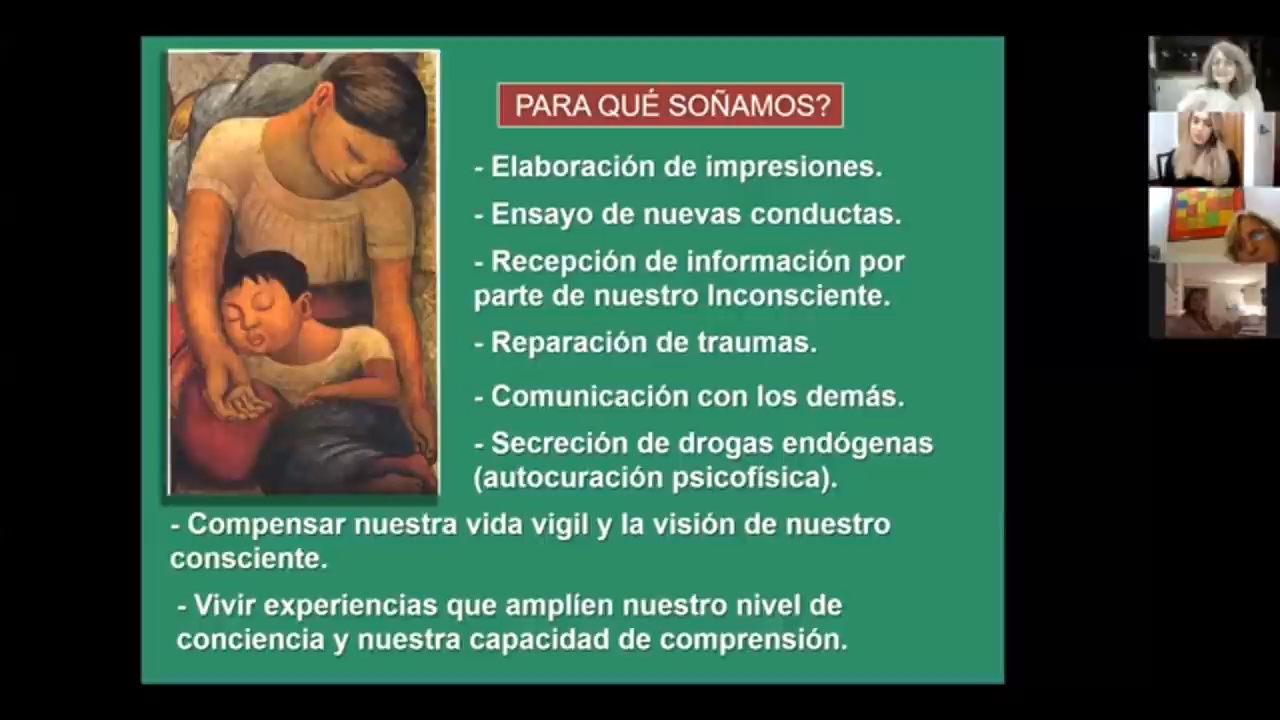 PARA QUÉ SOÑAMOS?
- Elaboración de impresiones.
- Ensayo de nuevas conductas.
- Recepción de información por
parte de nuestro Inconsciente.
- Reparación de traumas.
- Comunicación con los demás.
- Secreción de drogas endógenas
(autocuración psicofísica).
- Compensar nuestra vida vigil y la visión de nuestro
consciente.
- Vivir experiencias que amplíen nuestro nivel de
conciencia y nuestra capacidad de comprensión.